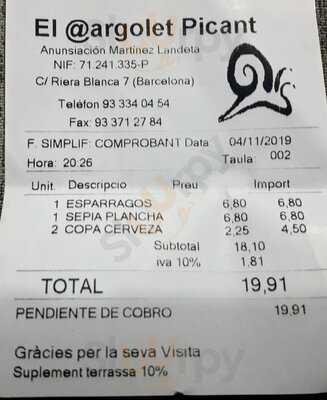 El @argolet Picant
Anunsiación Martinez Landeta
NIF: 71.241.335-P
C/ Riera Blanca 7 (Barcelona)
Teléfon 93 334 04 54
Fax: 93 371 27 84
F. SIMPLIF: COMPROBANT Data 04/11/2019
Hora: 20:26 Taula: 002
Unit. Descripcio Preu Import
1 ESPARRAGOS 6,80 6,80
1 SEPIA PLANCHA 6,80 6,80
2 COPA CERVEZA 2,25 4,50
Subtotal 18,10
iva 10% 1.81
TOTAL 19,91
PENDIENTE DE COBRO 19.91
Gràcies per la seva Visita
Suplement terrassa 10%